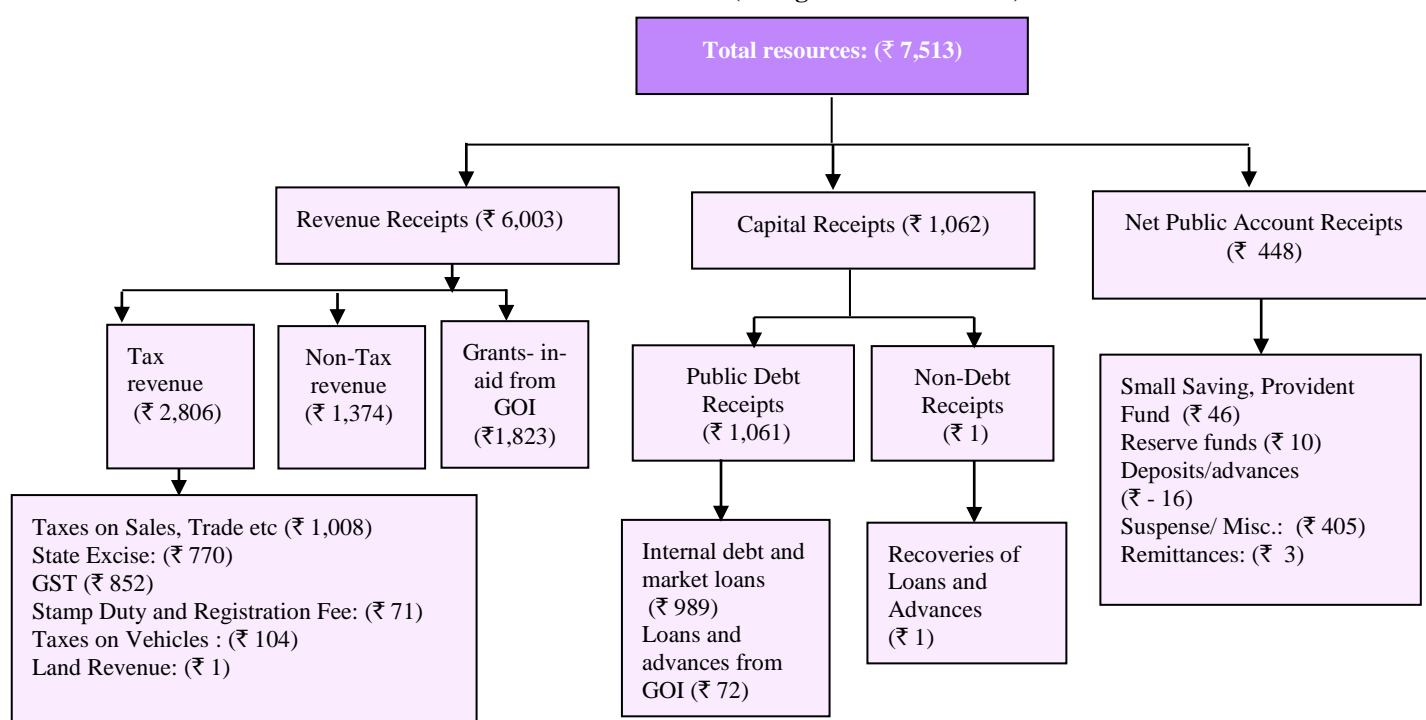 Total resources: (₹ 7,513)
Revenue Receipts (₹ 6,003)
Capital Receipts (₹ 1,062)
Net Public Account Receipts
(₹ 448)
Tax
revenue
(₹ 2,806)
Non-Tax
revenue
(₹ 1,374)
Grants- in-
aid from
GOI
(₹1,823)
Public Debt
Receipts
(₹ 1,061)
Non-Debt
Receipts
(₹ 1)
Small Saving, Provident
Fund (₹ 46)
Reserve funds (₹ 10)
Deposits/advances
(₹ - 16)
Suspense/ Misc.: (₹ 405)
Remittances: (₹ 3)
Taxes on Sales, Trade etc (₹ 1,008)
State Excise: (₹ 770)
GST (₹ 852)
Stamp Duty and Registration Fee: (₹ 71)
Taxes on Vehicles : (₹ 104)
Land Revenue: (₹ 1)
Internal debt and
market loans
(₹ 989)
Loans and
advances from
GOI (₹ 72)
Recoveries of
Loans and
Advances
(₹ 1)